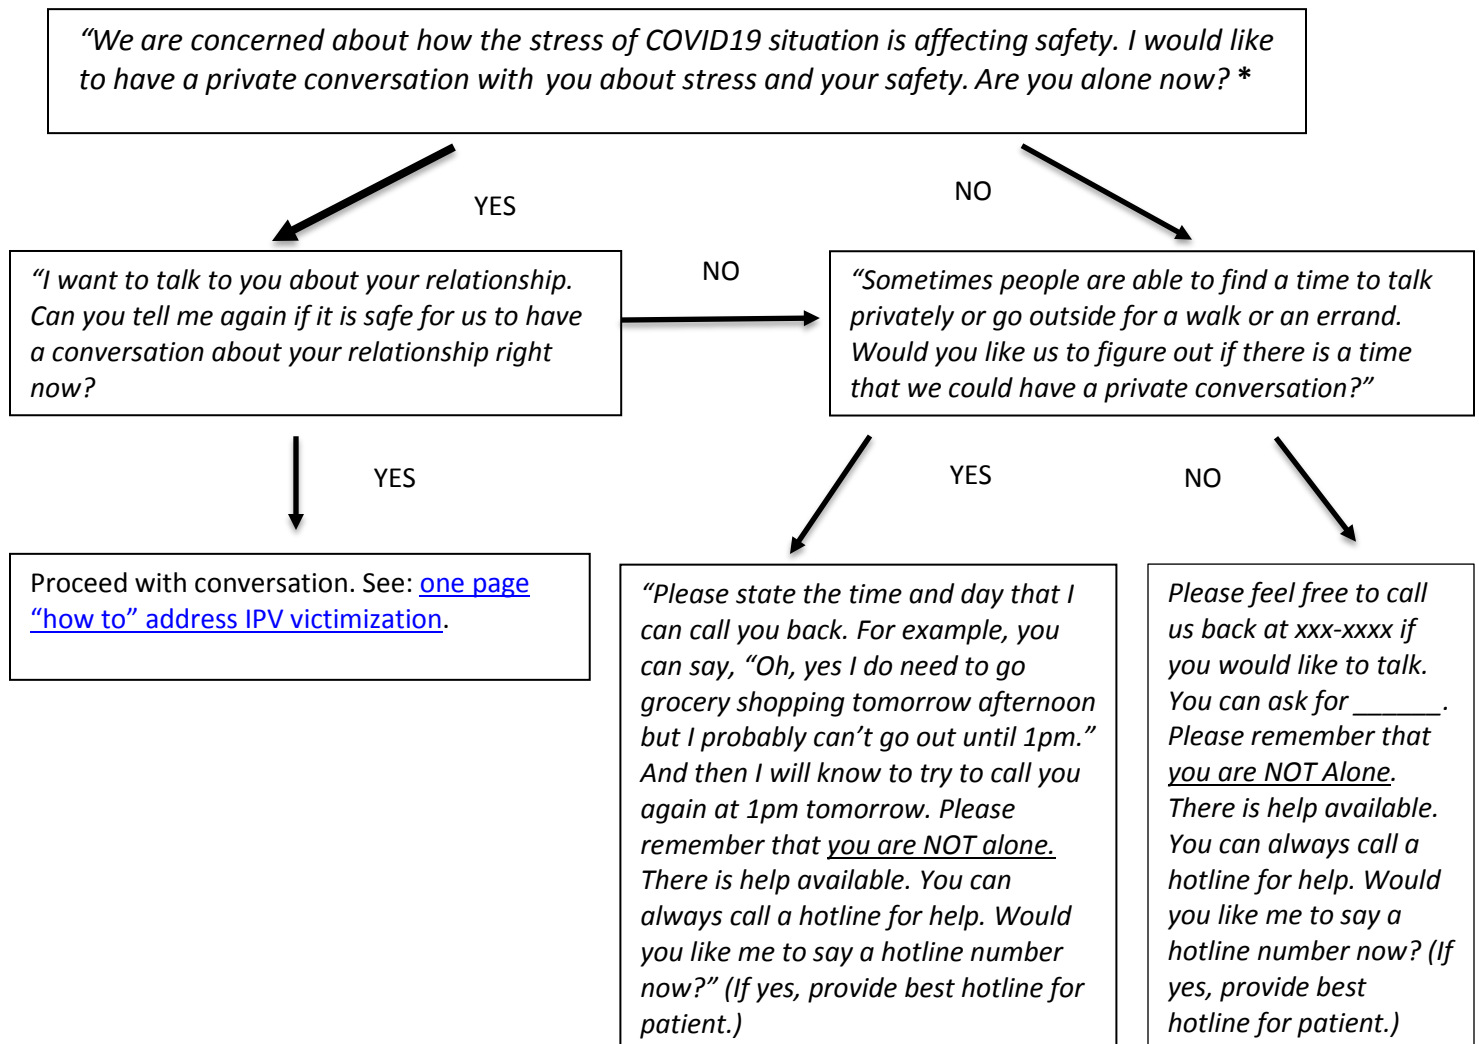 “We are concerned about how the stress of COVID19 situation is affecting safety. I would like
to have a private conversation with you about stress and your safety. Are you alone now? *
YES
NO
“I want to talk to you about your relationship.
Can you tell me again if it is safe for us to have
a conversation about your relationship right
now?
NO
“Sometimes people are able to find a time to talk
privately or go outside for a walk or an errand.
Would you like us to figure out if there is a time
that we could have a private conversation?”
YES
YES
NO
Proceed with conversation. See: one page
“how to” address IPV victimization.
“Please state the time and day that I
can call you back. For example, you
can say, “Oh, yes I do need to go
grocery shopping tomorrow afternoon
but I probably can’t go out until 1pm.”
And then I will know to try to call you
again at 1pm tomorrow. Please
remember that you are NOT alone.
There is help available. You can
always call a hotline for help. Would
you like me to say a hotline number
now?” (If yes, provide best hotline for
patient.)
Please feel free to call
us back at xxx-xxxx if
you would like to talk.
You can ask for ______.
Please remember that
you are NOT Alone.
There is help available.
You can always call a
hotline for help. Would
you like me to say a
hotline number now? (If
yes, provide best
hotline for patient.)